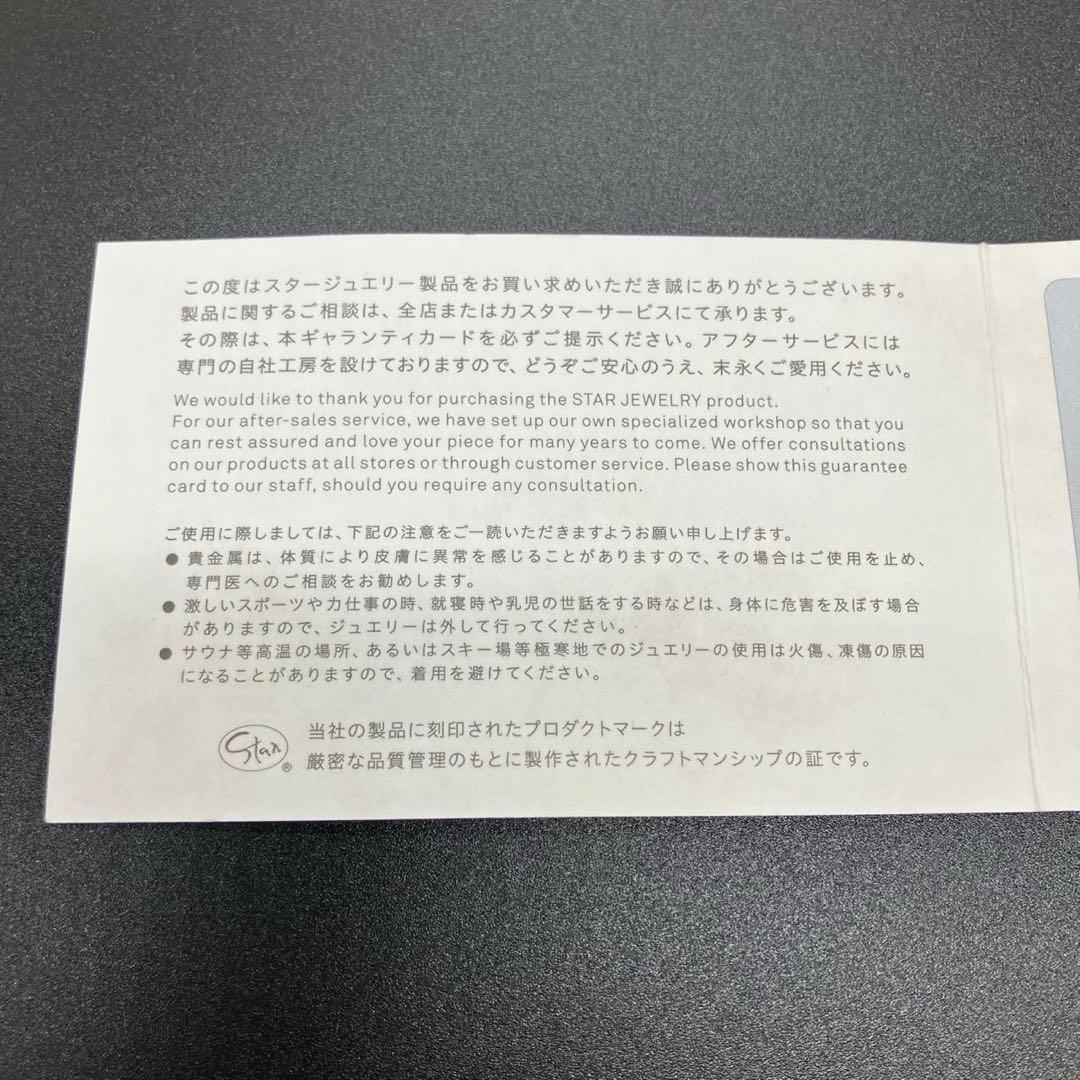 この度はスタージュエリー製品をお買い求めいただき誠にありがとうございます。
製品に関するご相談は、全店またはカスタマーサービスにて承ります。
その際は、本ギャランティカードを必ずご提示ください。アフターサービスには
専門の自社工房を設けておりますので、どうぞご安心のうえ、末永くご愛用ください。
We would like to thank you for purchasing the STAR JEWELRY product.
For our after-sales service, we have set up our own specialized workshop so that you
can rest assured and love your piece for many years to come. We offer consultations
on our products at all stores or through customer service. Please show this guarantee
card to our staff, should you require any consultation.
ご使用に際しましては、下記の注意をご一読いただきますようお願い申し上げます。
● 貴金属は、体質により皮膚に異常を感じることがありますので、その場合はご使用を止め、
専門医へのご相談をお勧めします。
● 激しいスポーツや力仕事の時、就寝時や乳児の世話をする時などは、身体に危害を及ぼす場合
がありますので、ジュエリーは外して行ってください。
● サウナ等高温の場所、あるいはスキー場等極寒地でのジュエリーの使用は火傷、凍傷の原因
になることがありますので、着用を避けてください。
Star ®
当社の製品に刻印されたプロダクトマークは
厳密な品質管理のもとに製作されたクラフトマンシップの証です。